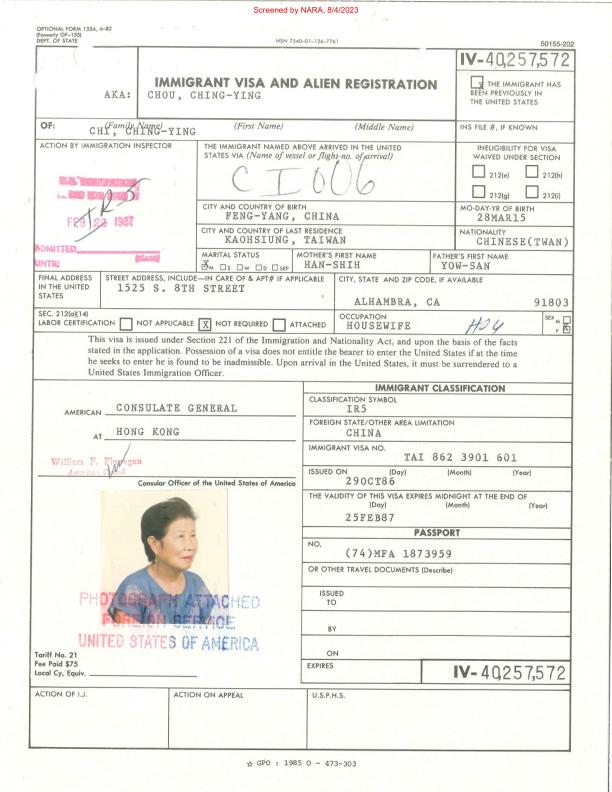 Screened by NARA, 8/4/2023
OPTIONAL FORM 155A, 6-82
(Formerly OF-155)
DEPT. OF STATE
NSN 7540-01-126-7761
50155-202
IV-40,257,572
IMMIGRANT VISA AND ALIEN REGISTRATION
AKA: CHOU, CHING-YING
X THE IMMIGRANT HAS
BEEN PREVIOUSLY IN
THE UNITED STATES
OF: (Family Name) (First Name) (Middle Name)
CHI, CHING-YING
INS FILE #, IF KNOWN
ACTION BY IMMIGRATION INSPECTOR
THE IMMIGRANT NAMED ABOVE ARRIVED IN THE UNITED
STATES VIA (Name of vessel or flight-no. of arrival)
CI006
INELIGIBILITY FOR VISA
WAIVED UNDER SECTION
212(e) 212(h)
212(g) 212(i)
IR5
FEB 1987
ADMITTED
UNTIL (Class)
CITY AND COUNTRY OF BIRTH
FENG-YANG, CHINA
MO-DAY-YR OF BIRTH
28MAR15
CITY AND COUNTRY OF LAST RESIDENCE
KAOHSIUNG, TAIWAN
NATIONALITY
CHINESE(TWAN)
MARITAL STATUS
X M S W D SEP
MOTHER'S FIRST NAME
HAN-SHIH
FATHER'S FIRST NAME
YOW-SAN
FINAL ADDRESS
IN THE UNITED
STATES
STREET ADDRESS, INCLUDE—IN CARE OF & APT# IF APPLICABLE
1525 S. 8TH STREET
CITY, STATE AND ZIP CODE, IF AVAILABLE
ALHAMBRA, CA 91803
SEC. 212(a)(14)
LABOR CERTIFICATION NOT APPLICABLE X NOT REQUIRED ATTACHED
OCCUPATION
HOUSEWIFE
SEX M
F X
This visa is issued under Section 221 of the Immigration and Nationality Act, and upon the basis of the facts
stated in the application. Possession of a visa does not entitle the bearer to enter the United States if at the time
he seeks to enter he is found to be inadmissible. Upon arrival in the United States, it must be surrendered to a
United States Immigration Officer.
IMMIGRANT CLASSIFICATION
CLASSIFICATION SYMBOL
IR5
AMERICAN CONSULATE GENERAL
FOREIGN STATE/OTHER AREA LIMITATION
CHINA
AT HONG KONG
IMMIGRANT VISA NO.
TAI 862 3901 601
William F.
American
Consular Officer of the United States of America
ISSUED ON (Day) (Month) (Year)
29OCT86
THE VALIDITY OF THIS VISA EXPIRES MIDNIGHT AT THE END OF
(Day) (Month) (Year)
25FEB87
PASSPORT
NO.
(74)MFA 1873959
OR OTHER TRAVEL DOCUMENTS (Describe)
ISSUED
TO
BY
ON
EXPIRES
PHOTOGRAPH ATTACHED
FOREIGN SERVICE
UNITED STATES OF AMERICA
Tariff No. 21
Fee Paid $75
Local Cy, Equiv.
IV-40,257,572
ACTION OF I.J.
ACTION ON APPEAL
U.S.P.H.S.
☆ GPO : 1985 O - 473-303